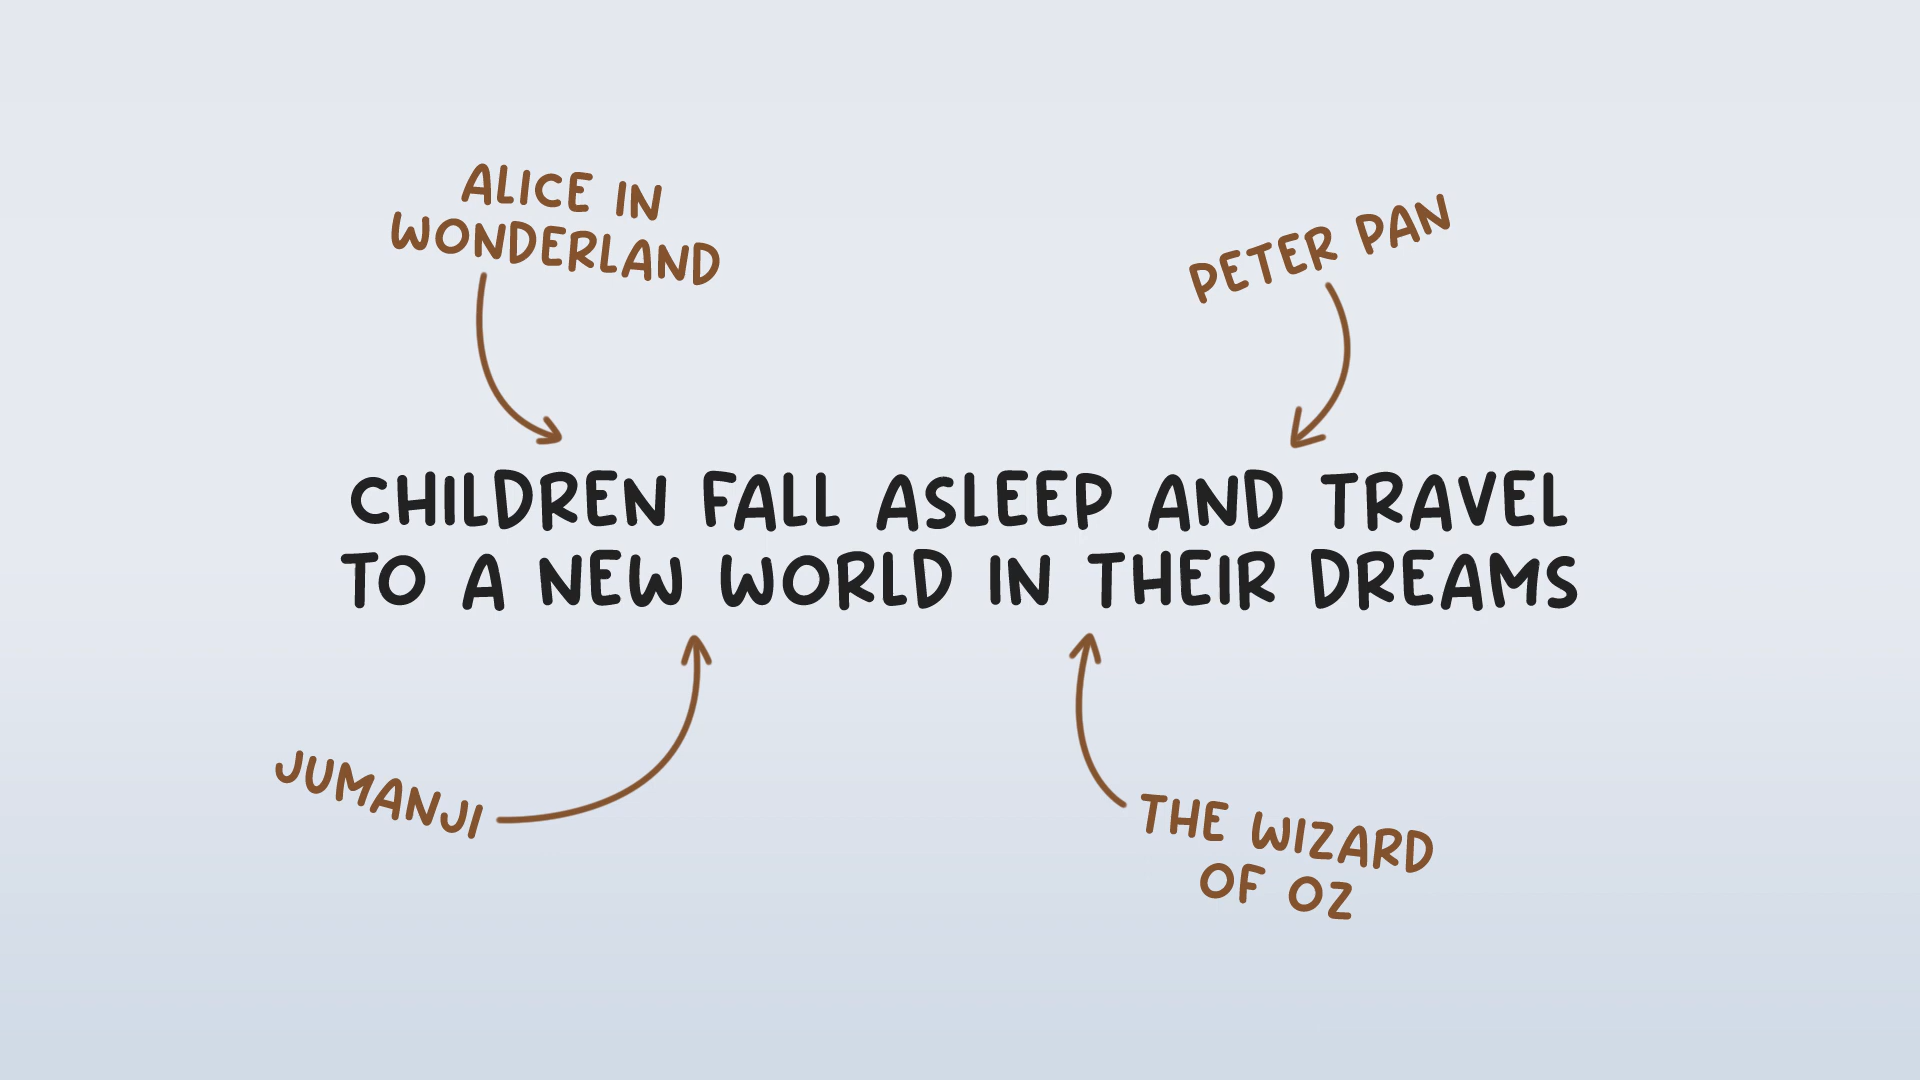 ALICE IN
WONDERLAND
PETER PAN
CHILDREN FALL ASLEEP AND TRAVEL
TO A NEW WORLD IN THEIR DREAMS
JUMANJI
THE WIZARD
OF OZ